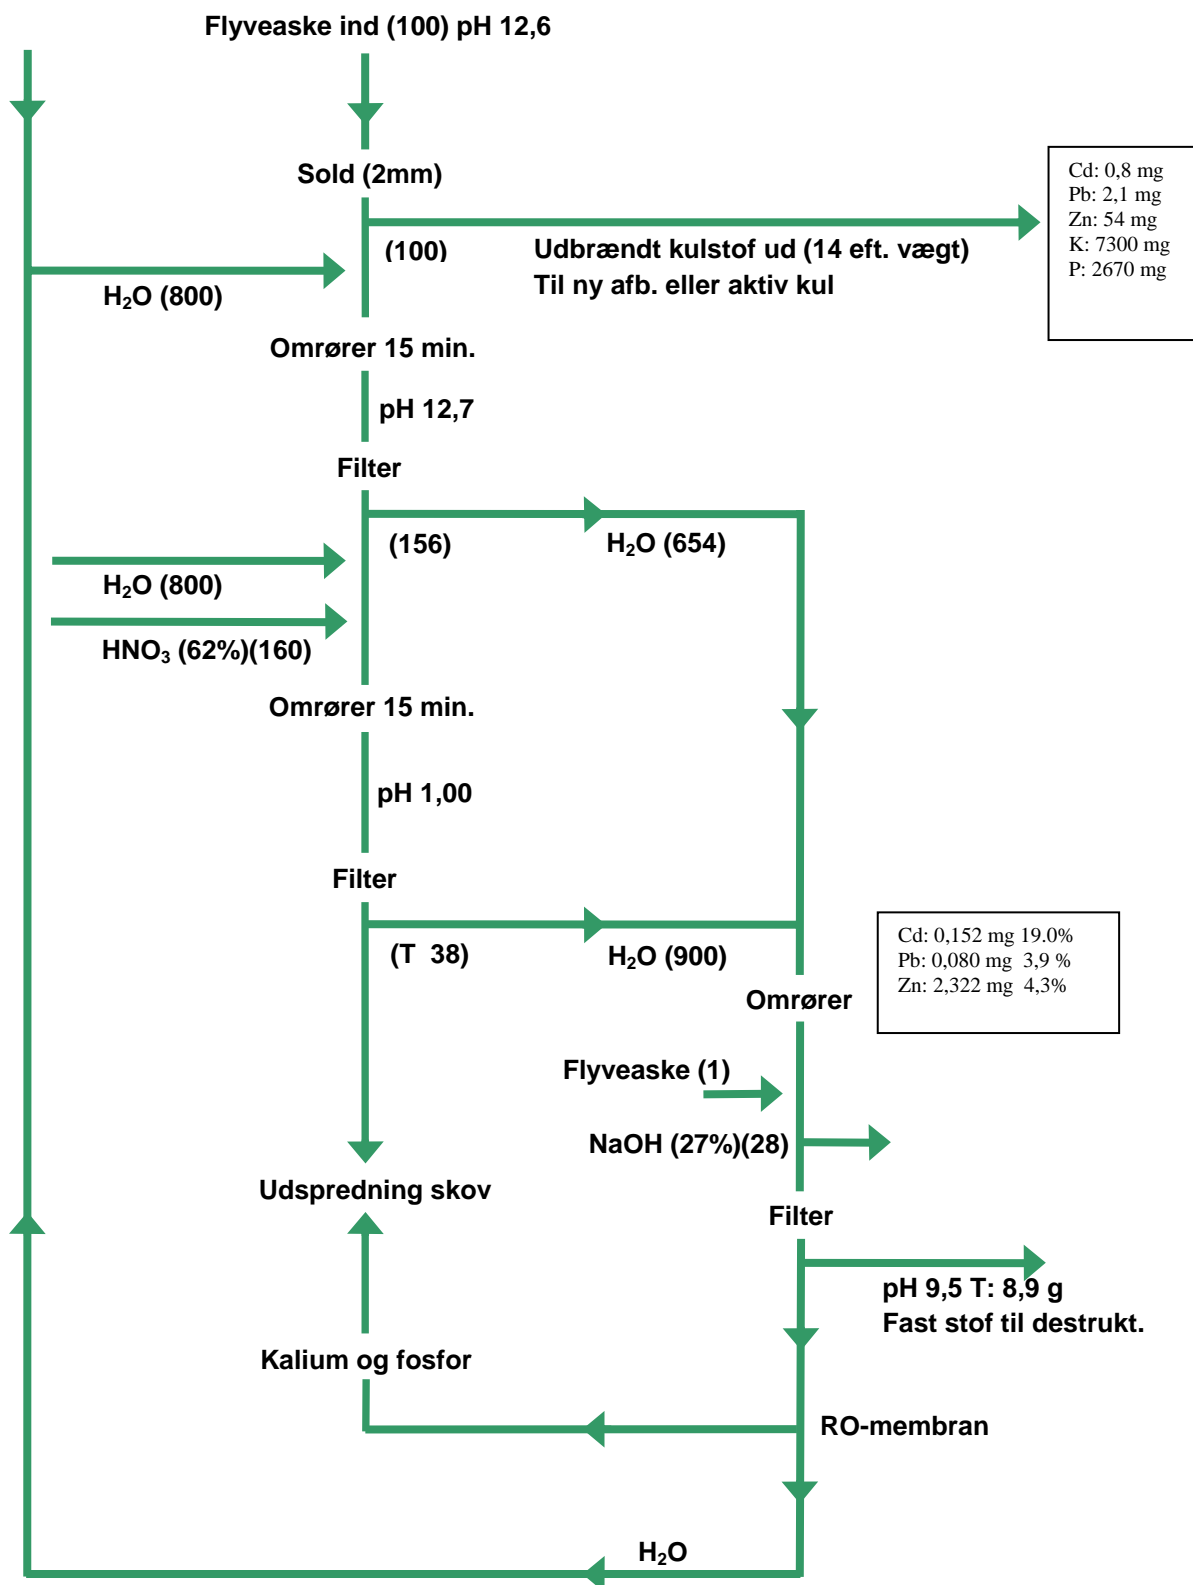 Flyveaske ind (100) pH 12,6
Sold (2mm)
Cd: 0,8 mg
Pb: 2,1 mg
Zn: 54 mg
K: 7300 mg
P: 2670 mg
(100)
Udbrændt kulstof ud (14 eft. vægt)
Til ny afb. eller aktiv kul
H₂O (800)
Omrører 15 min.
pH 12,7
Filter
(156)
H₂O (654)
H₂O (800)
HNO₃ (62%)(160)
Omrører 15 min.
pH 1,00
Filter
(T 38)
H₂O (900)
Cd: 0,152 mg 19.0%
Pb: 0,080 mg 3,9 %
Zn: 2,322 mg 4,3%
Omrører
Flyveaske (1)
NaOH (27%)(28)
Udspredning skov
Filter
pH 9,5 T: 8,9 g
Fast stof til destrukt.
Kalium og fosfor
RO-membran
H₂O